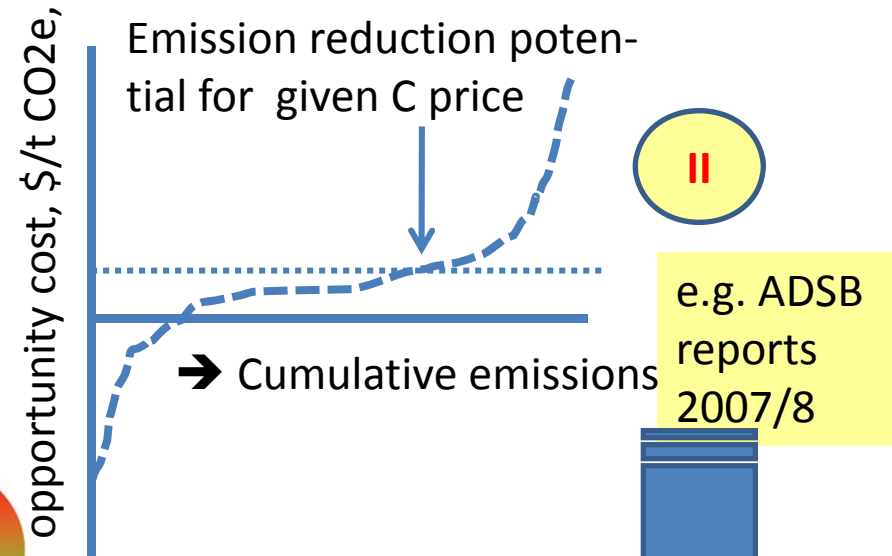 opportunity cost, $/t CO2e,
Emission reduction poten-
tial for given C price
II
e.g. ADSB
reports
2007/8
➔ Cumulative emissions